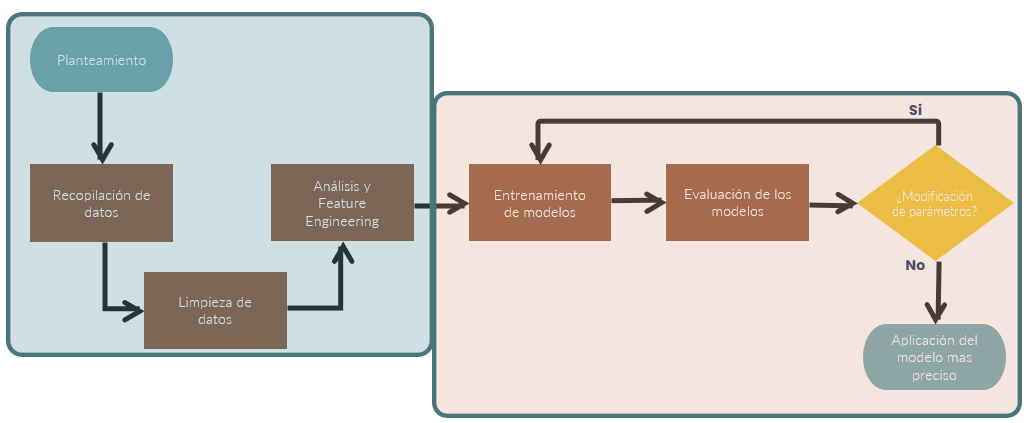 Planteamiento
Recopilación de
datos
Limpieza de
datos
Análisis y
Feature
Engineering
Entrenamiento
de modelos
Evaluación de los
modelos
¿Modificación
de parámetros?
Si
No
Aplicación del
modelo mas
preciso